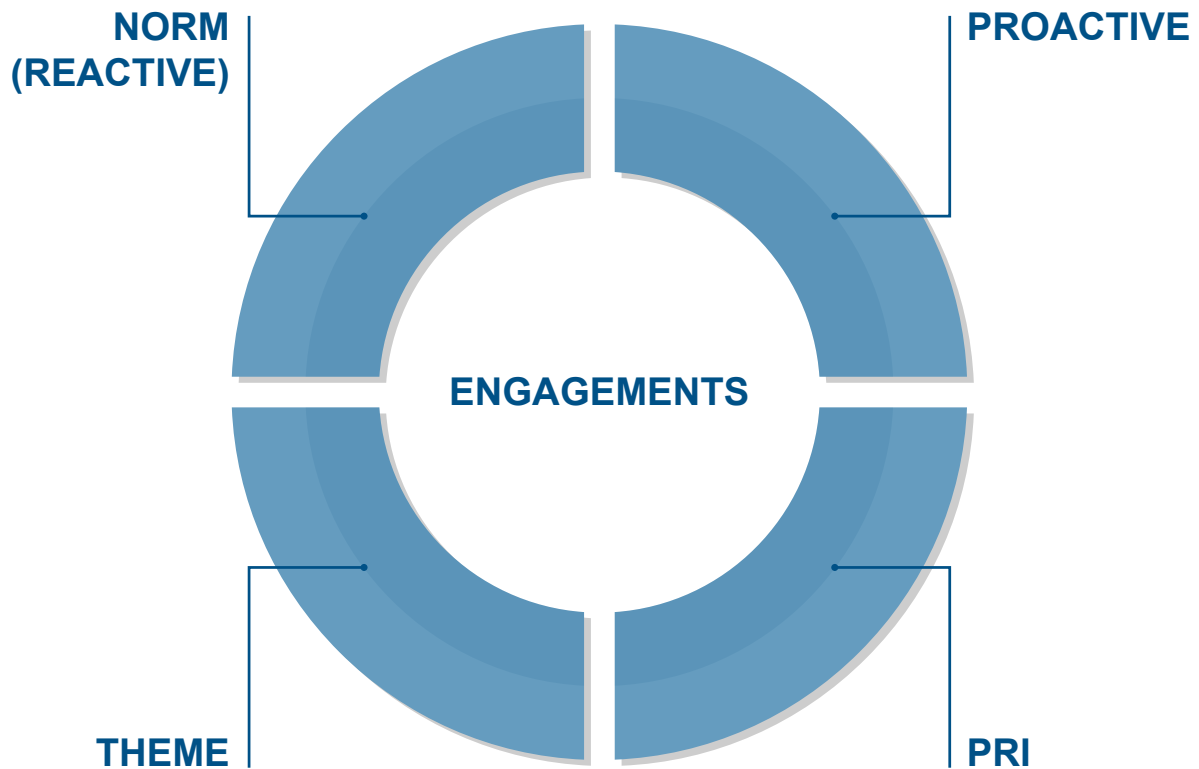 NORM
(REACTIVE)
PROACTIVE
ENGAGEMENTS
THEME
PRI